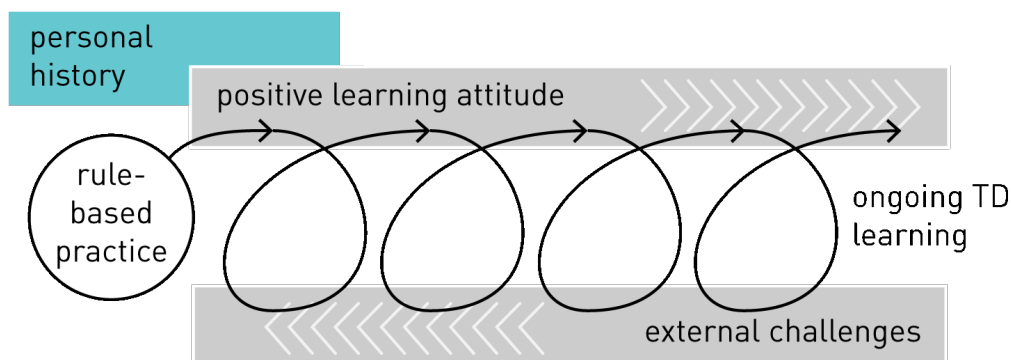 personal
history
positive learning attitude
rule-
based
practice
ongoing TD
learning
external challenges